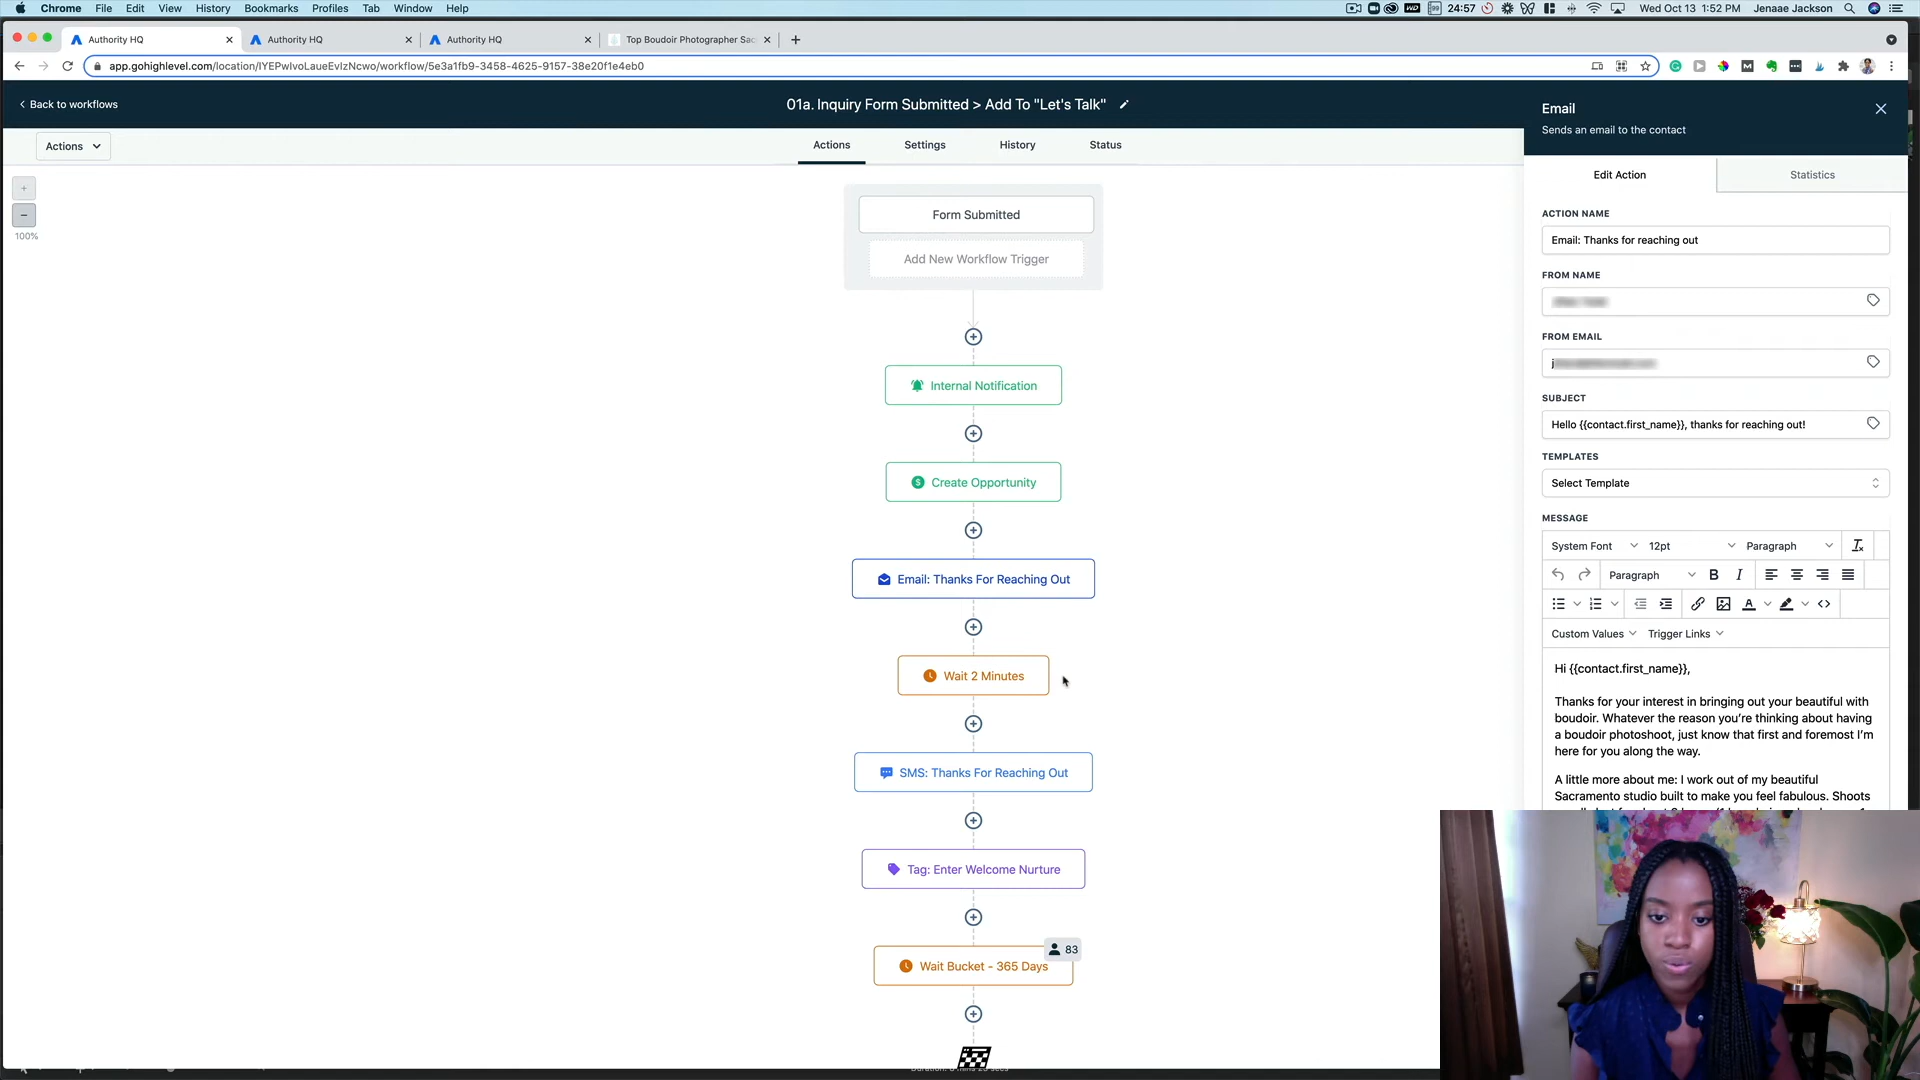 Chrome File Edit View History Bookmarks Profiles Tab Window Help
24:57 Wed Oct 13 1:52 PM Jenaae Jackson
Authority HQ
Authority HQ
Authority HQ
Top Boudoir Photographer Sac
app.gohighlevel.com/location/IYEPwIvoLaueEvIzNcwo/workflow/5e3a1fb9-3458-4625-9157-38e20f1e4eb0
Back to workflows
01a. Inquiry Form Submitted > Add To "Let's Talk"
Actions
Actions Settings History Status
100%
Form Submitted
Add New Workflow Trigger
Internal Notification
Create Opportunity
Email: Thanks For Reaching Out
Wait 2 Minutes
SMS: Thanks For Reaching Out
Tag: Enter Welcome Nurture
83
Wait Bucket - 365 Days
Email
Sends an email to the contact
Edit Action Statistics
ACTION NAME
Email: Thanks for reaching out
FROM NAME
FROM EMAIL
j
SUBJECT
Hello {{contact.first_name}}, thanks for reaching out!
TEMPLATES
Select Template
MESSAGE
System Font 12pt Paragraph
Paragraph B I
A
Custom Values Trigger Links
Hi {{contact.first_name}},
Thanks for your interest in bringing out your beautiful with
boudoir. Whatever the reason you're thinking about having
a boudoir photoshoot, just know that first and foremost I'm
here for you along the way.
A little more about me: I work out of my beautiful
Sacramento studio built to make you feel fabulous. Shoots